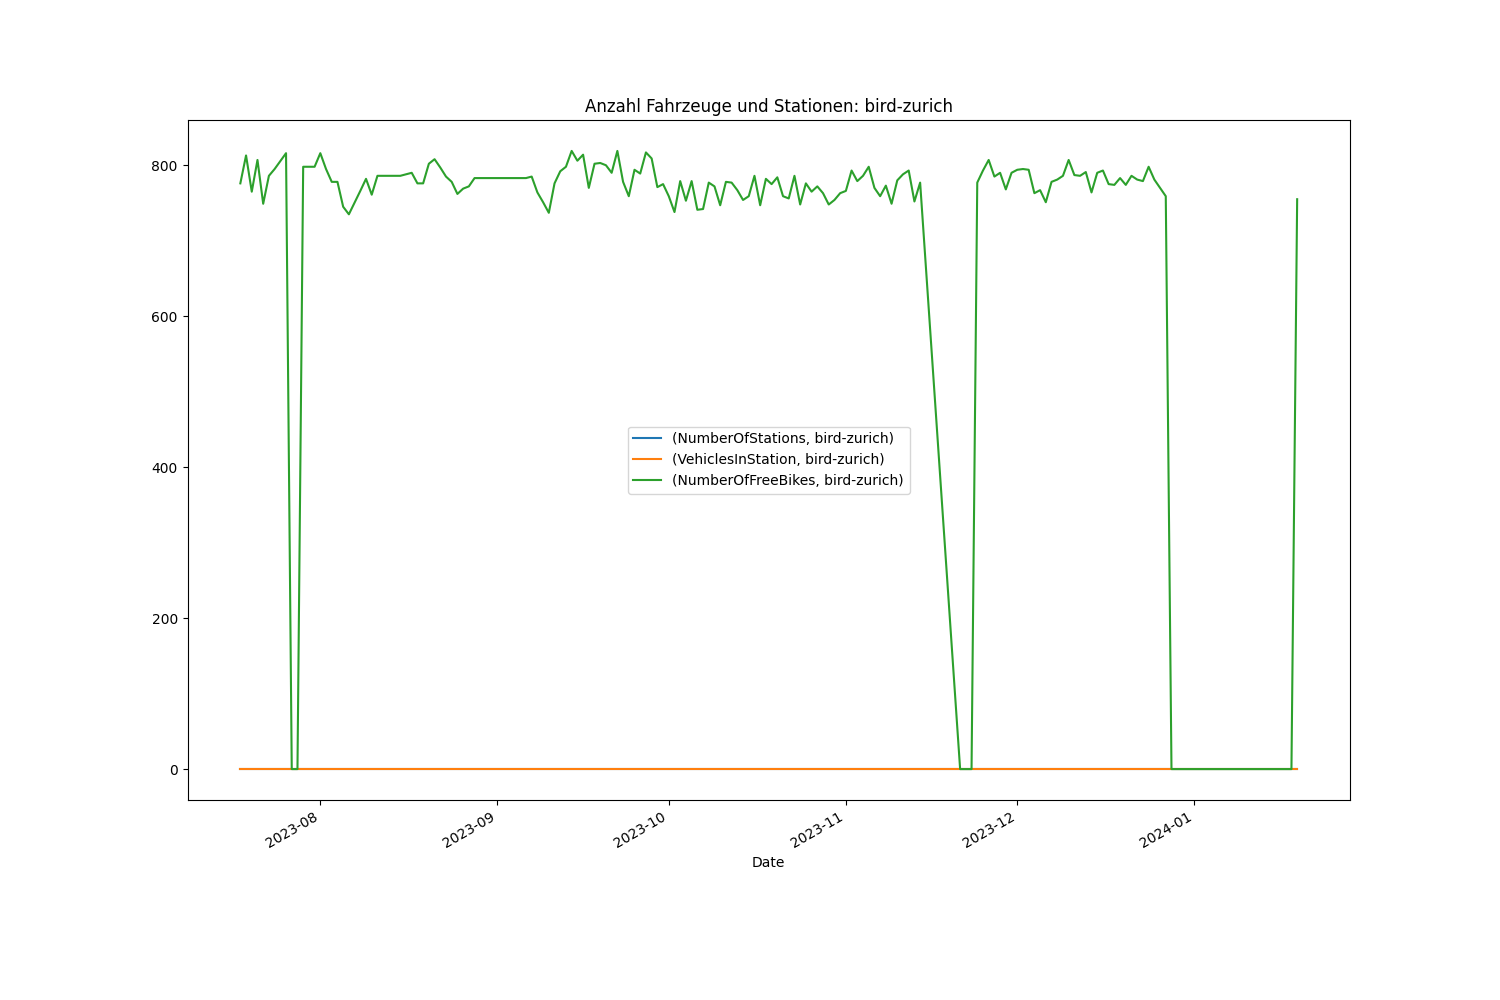 Anzahl Fahrzeuge und Stationen: bird-zurich
800
600
400
200
0
(NumberOfStations, bird-zurich)
(VehiclesInStation, bird-zurich)
(NumberOfFreeBikes, bird-zurich)
2023-08
2023-09
2023-10
2023-11
2023-12
2024-01
Date